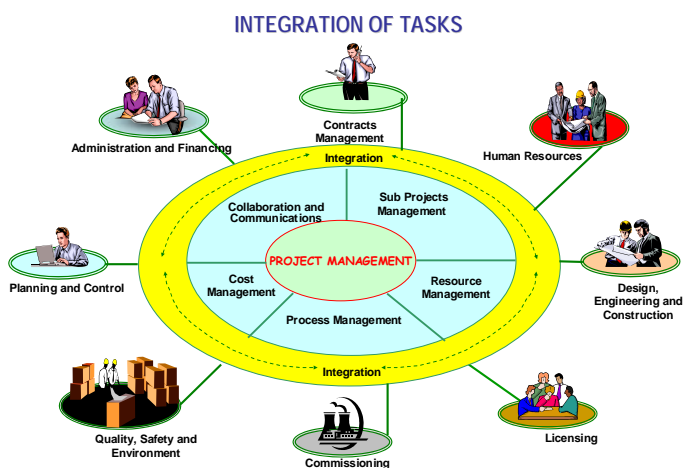 INTEGRATION OF TASKS
Contracts
Management
Administration and Financing
Human Resources
Integration
Collaboration and
Communications
Sub Projects
Management
PROJECT MANAGEMENT
Planning and Control
Cost
Management
Resource
Management
Design,
Engineering and
Construction
Process Management
Integration
Quality, Safety and
Environment
Licensing
Commissioning